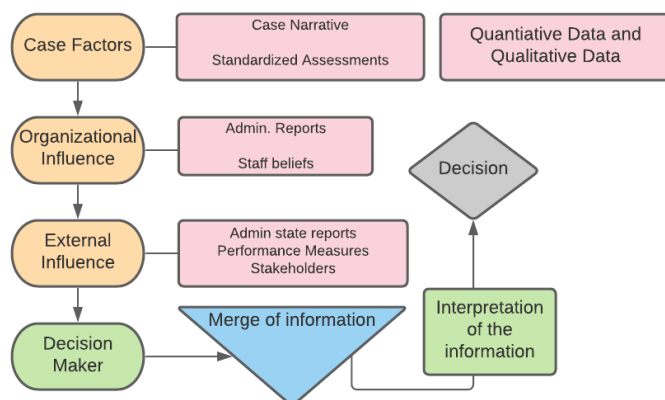 Case Factors
Case Narrative
Standardized Assessments
Quantiative Data and
Qualitative Data
Organizational
Influence
Admin. Reports
Staff beliefs
Decision
External
Influence
Admin state reports
Performance Measures
Stakeholders
Decision
Maker
Merge of information
Interpretation
of the
information